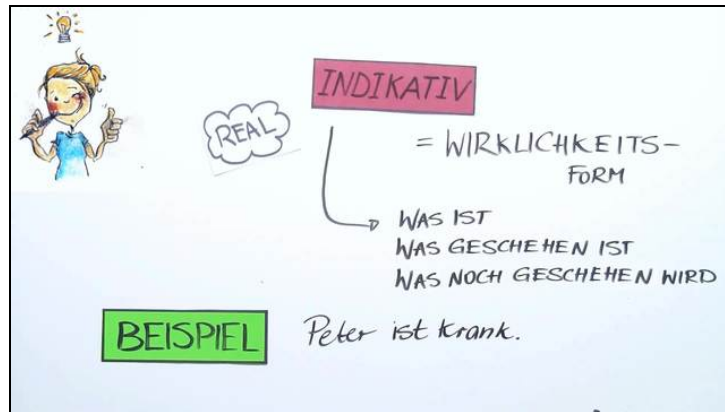 INDIKATIV
REAL
= WIRKLICHKEITS-
FORM
WAS IST
WAS GESCHEHEN IST
WAS NOCH GESCHEHEN WIRD
BEISPIEL Peter ist krank.